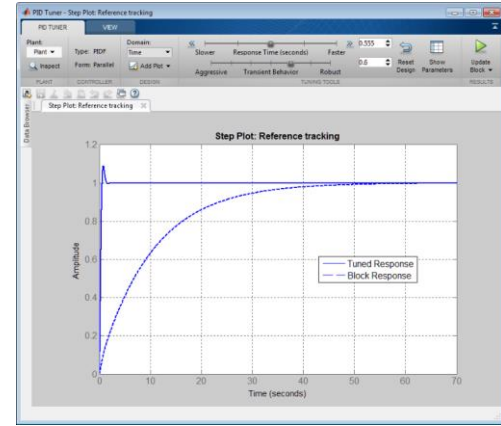 PID Tuner - Step Plot: Reference tracking
PID TUNER VIEW
Plant: Domain: 0.555
Plant Type: PIDF Time Slower Response Time (seconds) Faster
Inspect Form: Parallel Add Plot Aggressive Transient Behavior Robust 0.6 Reset Design Show Parameters Update Block
PLANT CONTROLLER DESIGN TUNING TOOLS RESULTS
Step Plot: Reference tracking
Data Browser
Step Plot: Reference tracking
1.2
1
0.8
0.6
0.4
0.2
0
Amplitude
Tuned Response
Block Response
0 10 20 30 40 50 60 70
Time (seconds)